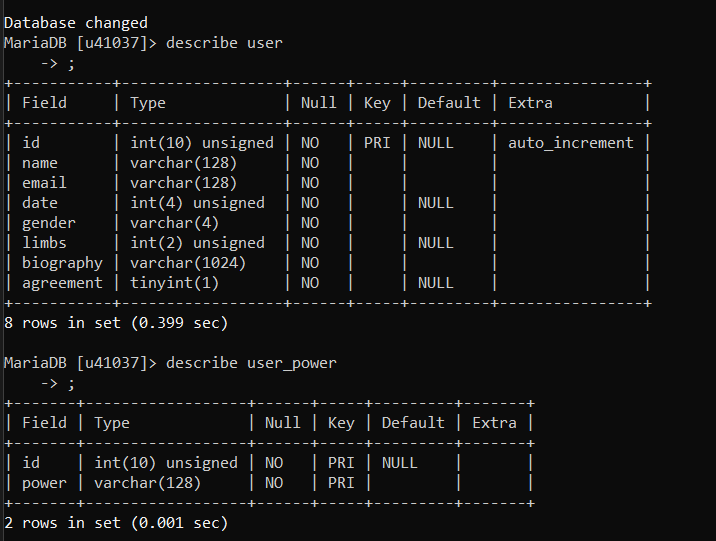 Database changed
MariaDB [u41037]> describe user
    -> ;
+-----------+------------------+------+-----+---------+----------------+
| Field     | Type             | Null | Key | Default | Extra          |
+-----------+------------------+------+-----+---------+----------------+
| id        | int(10) unsigned | NO   | PRI | NULL    | auto_increment |
| name      | varchar(128)     | NO   |     |         |                |
| email     | varchar(128)     | NO   |     |         |                |
| date      | int(4) unsigned  | NO   |     | NULL    |                |
| gender    | varchar(4)       | NO   |     |         |                |
| limbs     | int(2) unsigned  | NO   |     | NULL    |                |
| biography | varchar(1024)    | NO   |     |         |                |
| agreement | tinyint(1)       | NO   |     | NULL    |                |
+-----------+------------------+------+-----+---------+----------------+
8 rows in set (0.399 sec)

MariaDB [u41037]> describe user_power
    -> ;
+-------+------------------+------+-----+---------+-------+
| Field | Type             | Null | Key | Default | Extra |
+-------+------------------+------+-----+---------+-------+
| id    | int(10) unsigned | NO   | PRI | NULL    |       |
| power | varchar(128)     | NO   | PRI |         |       |
+-------+------------------+------+-----+---------+-------+
2 rows in set (0.001 sec)